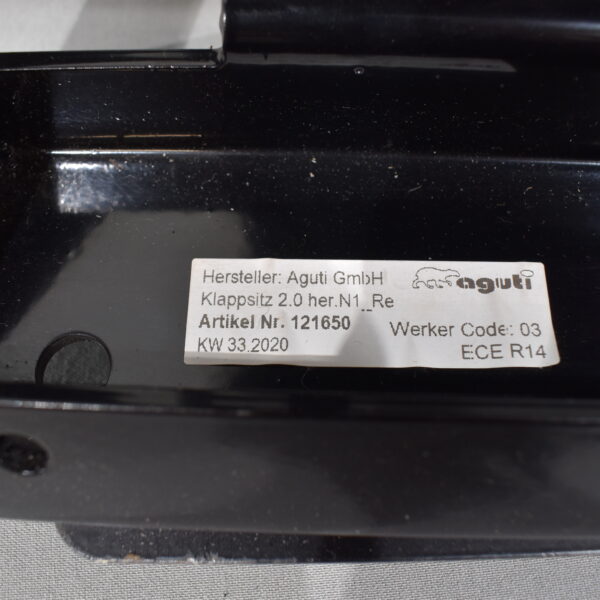 Hersteller: Aguti GmbH
aguti
Klappsitz 2.0 her.N1_Re
Artikel Nr. 121650
Werker Code: 03
KW 33.2020
ECE R14